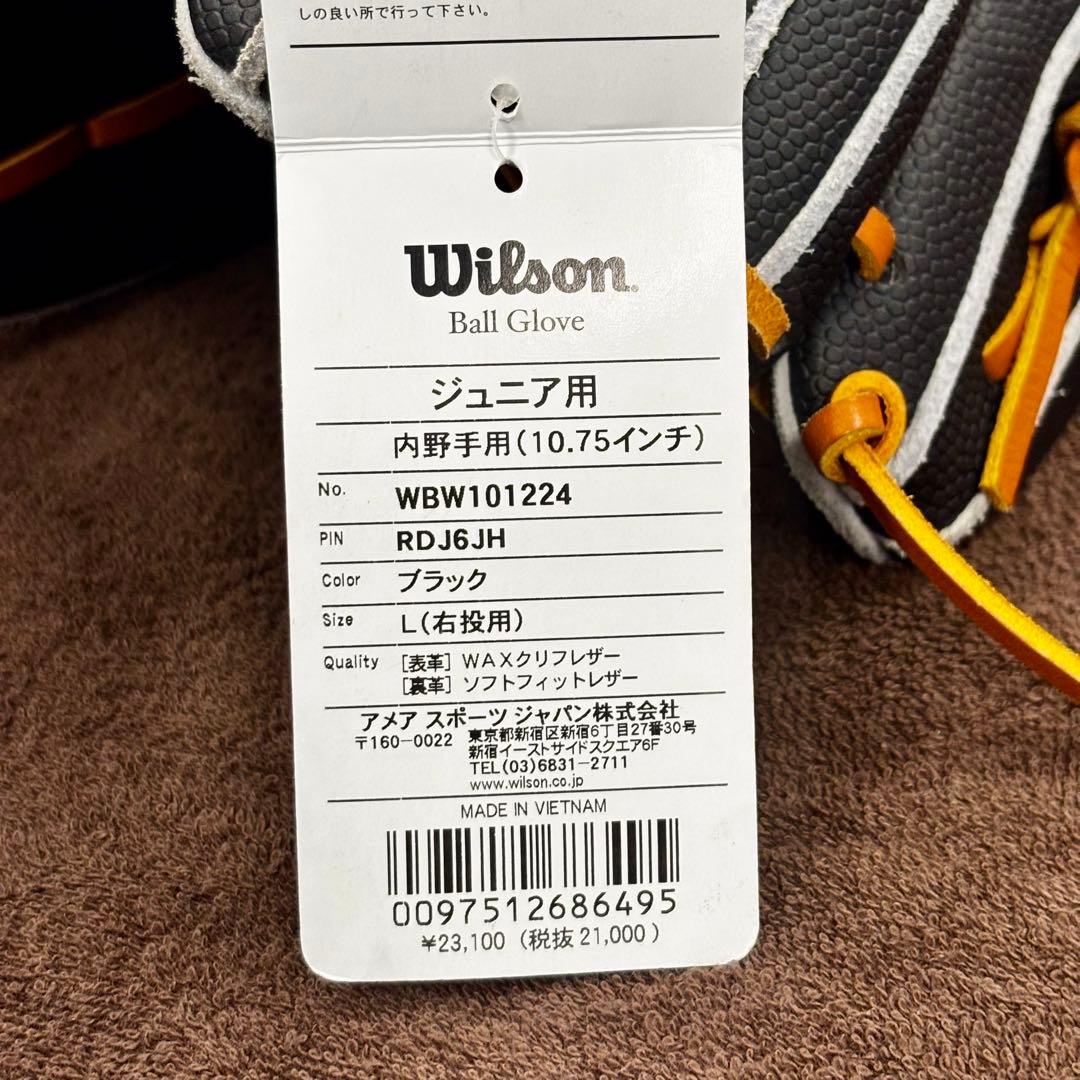 しの良い所で行って下さい。
Wilson.
Ball Glove
ジュニア用
内野手用(10.75インチ)
No. WBW101224
PIN RDJ6JH
Color ブラック
Size L(右投用)
Quality [表革] WAXクリフレザー
[裏革] ソフトフィットレザー
アメア スポーツ ジャパン株式会社
〒160-0022 東京都新宿区新宿6丁目27番30号
新宿イーストサイドスクエア6F
TEL(03)6831-2711
www.wilson.co.jp
MADE IN VIETNAM
0097512686495
¥23,100 (税抜21,000)